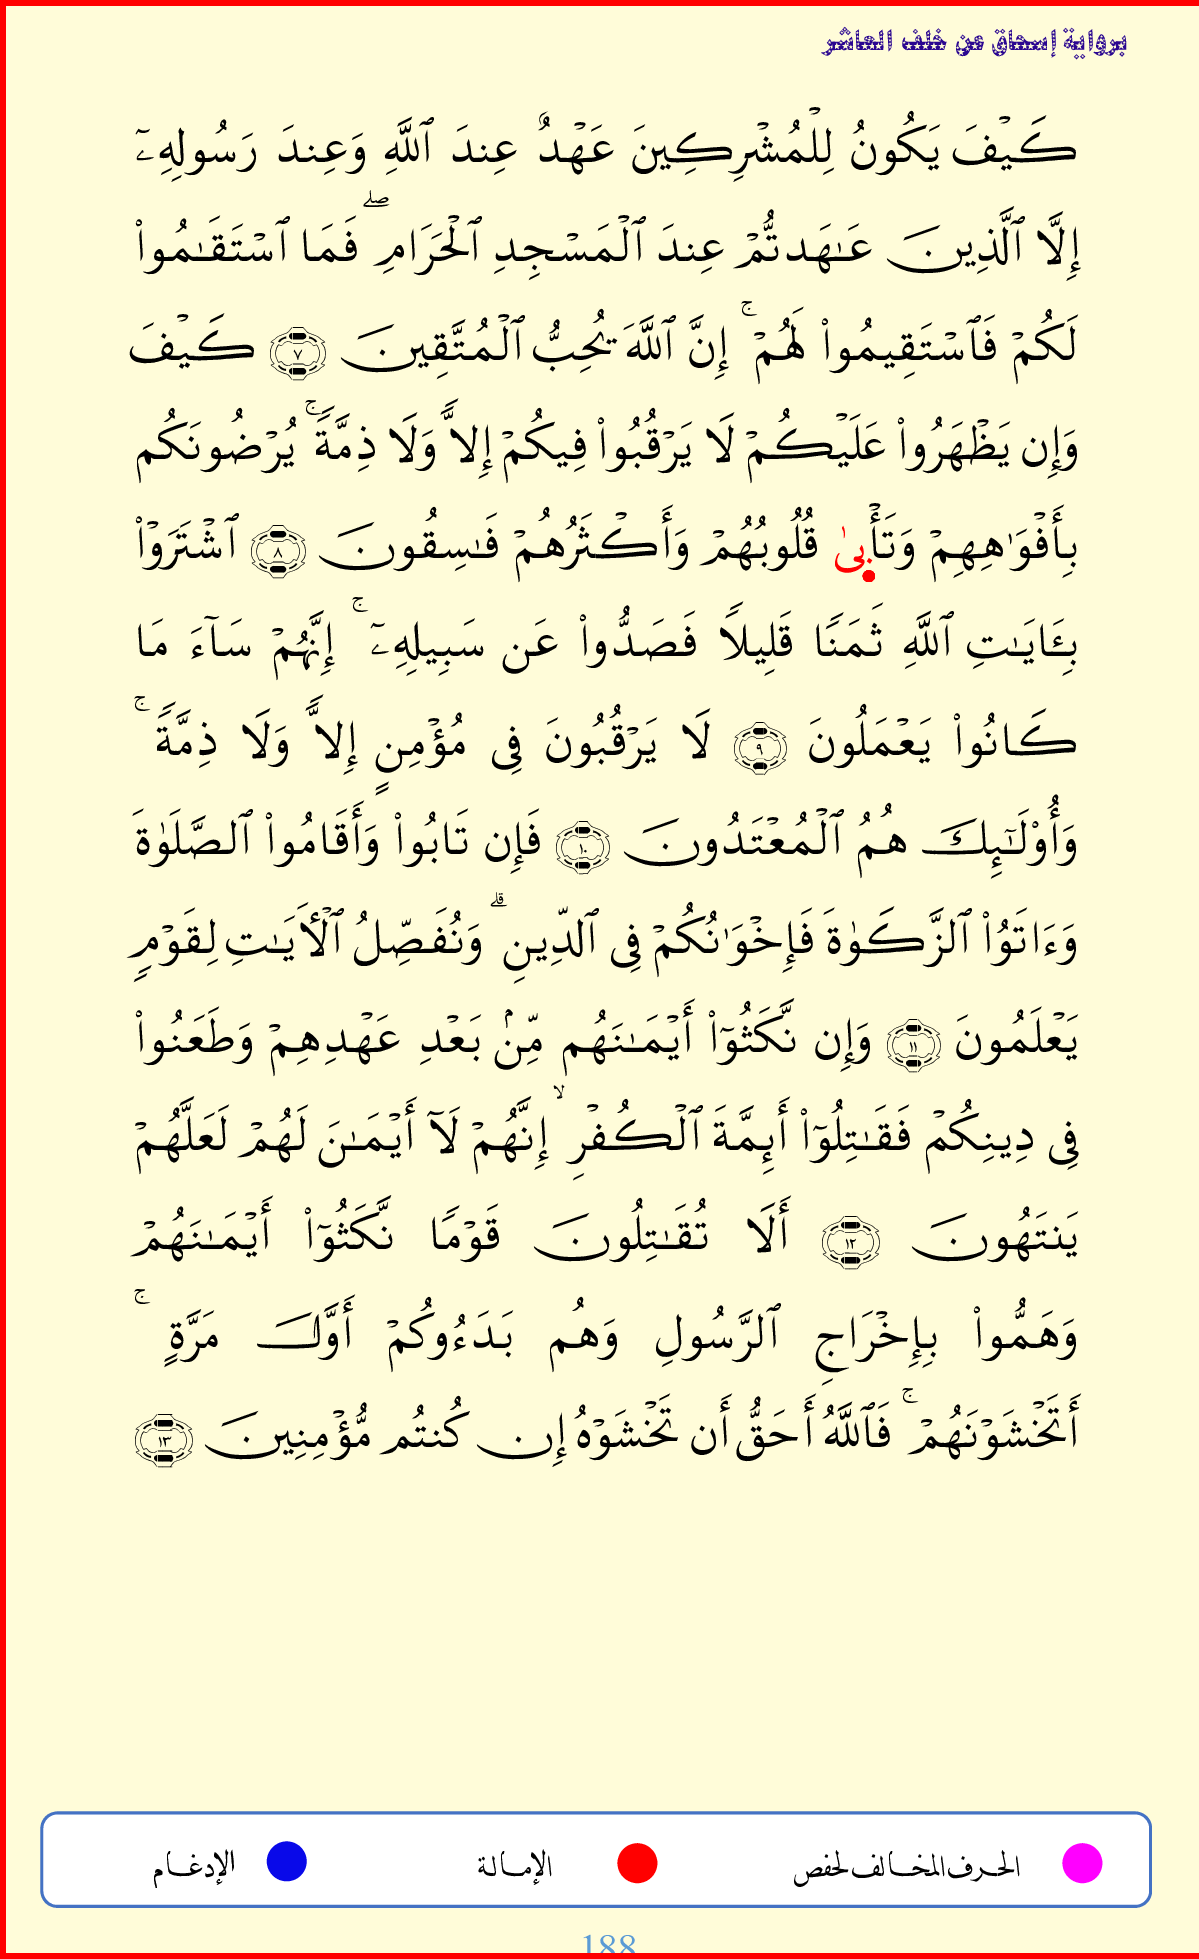 برواية إسحاق عن خلف العاشر
كَيۡفَ يَكُونُ لِلۡمُشۡرِكِينَ عَهۡدٌ عِندَ ٱللَّهِ وَعِندَ رَسُولِهِۦٓ
إِلَّا ٱلَّذِينَ عَٰهَدتُّمۡ عِندَ ٱلۡمَسۡجِدِ ٱلۡحَرَامِۖ فَمَا ٱسۡتَقَٰمُواْ
لَكُمۡ فَٱسۡتَقِيمُواْ لَهُمۡۚ إِنَّ ٱللَّهَ يُحِبُّ ٱلۡمُتَّقِينَ ٧ كَيۡفَ
وَإِن يَظۡهَرُواْ عَلَيۡكُمۡ لَا يَرۡقُبُواْ فِيكُمۡ إِلّٗا وَلَا ذِمَّةٗۚ يُرۡضُونَكُم
بِأَفۡوَٰهِهِمۡ وَتَأۡبىٰ قُلُوبُهُمۡ وَأَكۡثَرُهُمۡ فَٰسِقُونَ ٨ ٱشۡتَرَوۡاْ
بِـَٔايَٰتِ ٱللَّهِ ثَمَنٗا قَلِيلٗا فَصَدُّواْ عَن سَبِيلِهِۦٓۚ إِنَّهُمۡ سَآءَ مَا
كَانُواْ يَعۡمَلُونَ ٩ لَا يَرۡقُبُونَ فِي مُؤۡمِنٍ إِلّٗا وَلَا ذِمَّةٗۚ
وَأُوْلَٰٓئِكَ هُمُ ٱلۡمُعۡتَدُونَ ١٠ فَإِن تَابُواْ وَأَقَامُواْ ٱلصَّلَوٰةَ
وَءَاتَوُاْ ٱلزَّكَوٰةَ فَإِخۡوَٰنُكُمۡ فِي ٱلدِّينِۗ وَنُفَصِّلُ ٱلۡأٓيَٰتِ لِقَوۡمٖ
يَعۡلَمُونَ ١١ وَإِن نَّكَثُوٓاْ أَيۡمَٰنَهُم مِّنۢ بَعۡدِ عَهۡدِهِمۡ وَطَعَنُواْ
فِي دِينِكُمۡ فَقَٰتِلُوٓاْ أَئِمَّةَ ٱلۡكُفۡرِۙ إِنَّهُمۡ لَآ أَيۡمَٰنَ لَهُمۡ لَعَلَّهُمۡ
يَنتَهُونَ ١٢ أَلَا تُقَٰتِلُونَ قَوۡمٗا نَّكَثُوٓاْ أَيۡمَٰنَهُمۡ
وَهَمُّواْ بِإِخۡرَاجِ ٱلرَّسُولِ وَهُم بَدَءُوكُمۡ أَوَّلَ مَرَّةٍۚ
أَتَخۡشَوۡنَهُمۡۚ فَٱللَّهُ أَحَقُّ أَن تَخۡشَوۡهُ إِن كُنتُم مُّؤۡمِنِينَ ١٣
الحرف المخالف لحفص الإمالة الإدغام
188